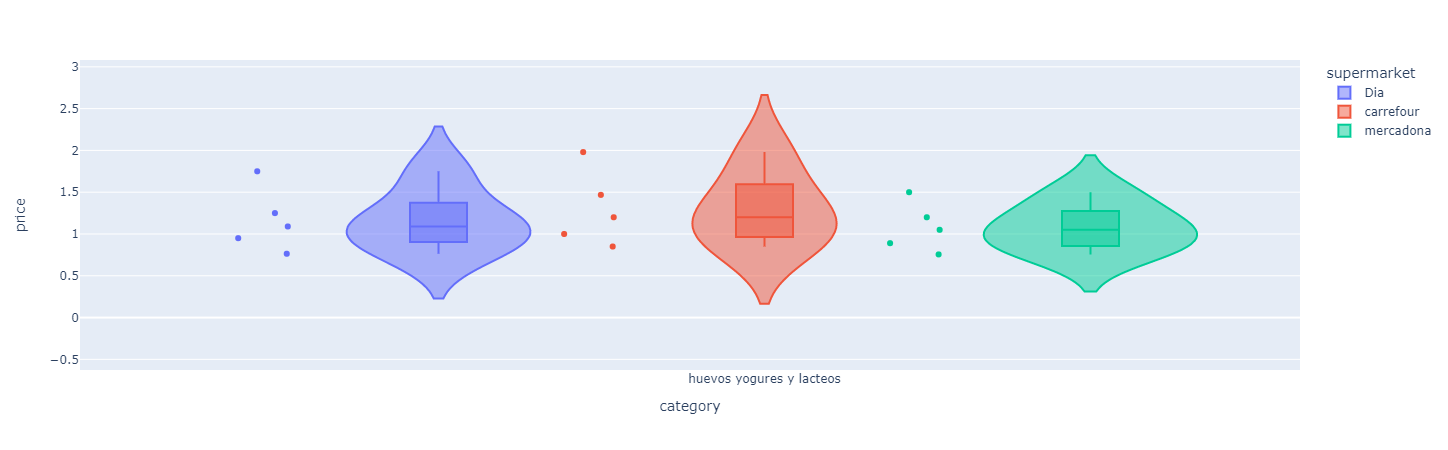 3
2.5
2
1.5
1
0.5
0
−0.5
price
huevos yogures y lacteos
category
supermarket
Dia
carrefour
mercadona